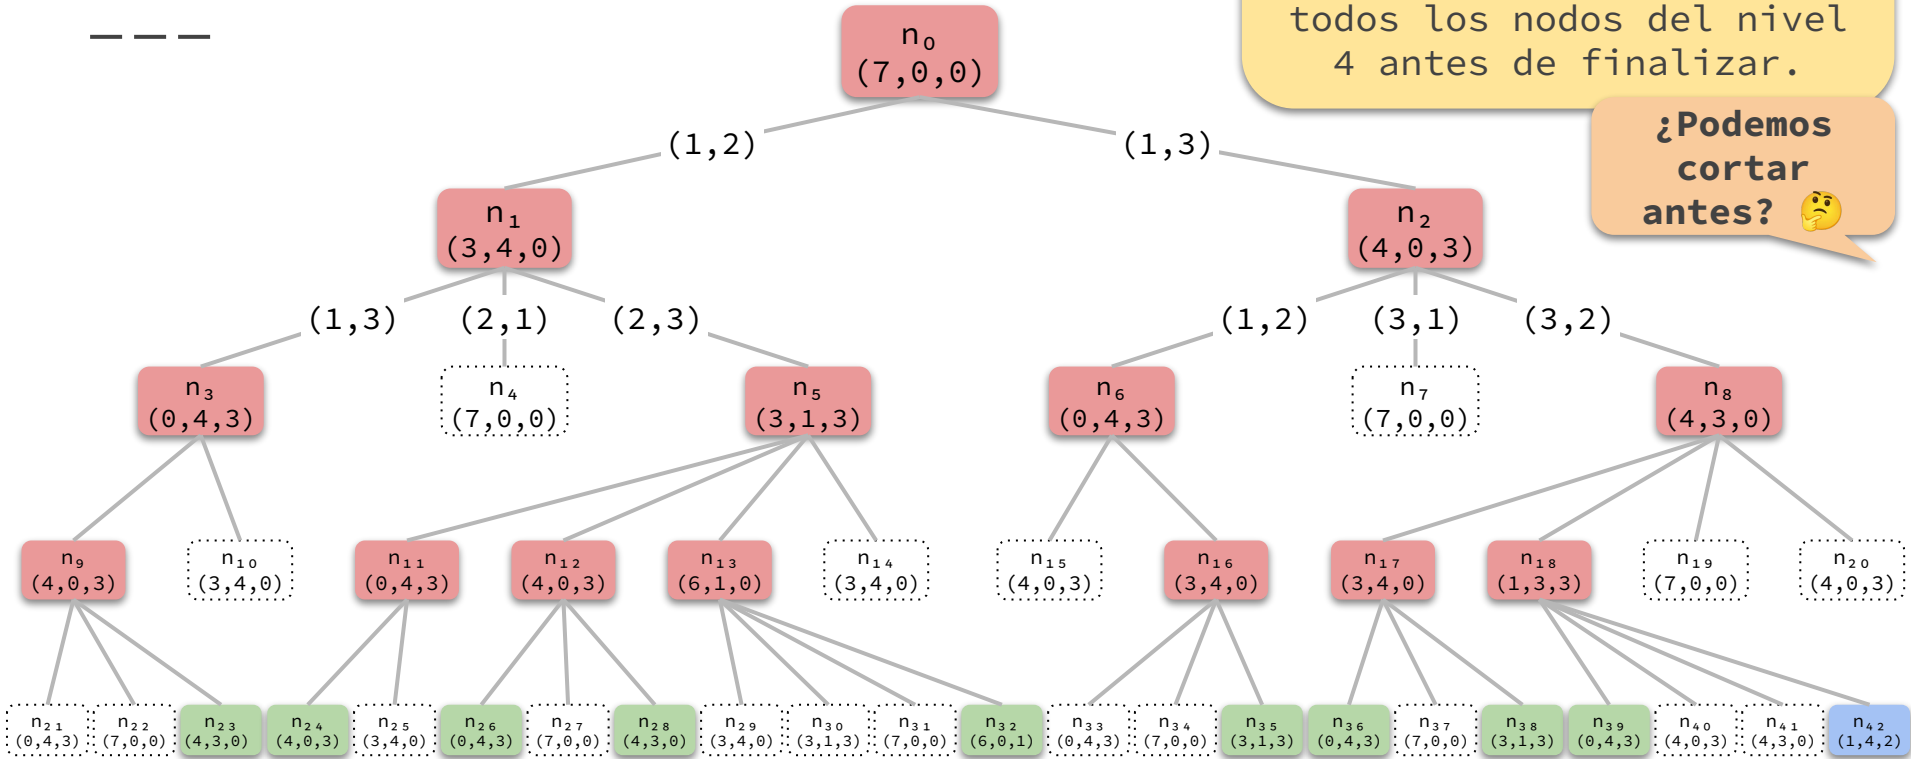 todos los nodos del nivel
4 antes de finalizar.
¿Podemos
cortar
antes? 🤔
n₀
(7,0,0)
(1,2)
(1,3)
n₁
(3,4,0)
n₂
(4,0,3)
(1,3)
(2,1)
(2,3)
(1,2)
(3,1)
(3,2)
n₃
(0,4,3)
n₄
(7,0,0)
n₅
(3,1,3)
n₆
(0,4,3)
n₇
(7,0,0)
n₈
(4,3,0)
n₉
(4,0,3)
n₁₀
(3,4,0)
n₁₁
(0,4,3)
n₁₂
(4,0,3)
n₁₃
(6,1,0)
n₁₄
(3,4,0)
n₁₅
(4,0,3)
n₁₆
(3,4,0)
n₁₇
(3,4,0)
n₁₈
(1,3,3)
n₁₉
(7,0,0)
n₂₀
(4,0,3)
n₂₁
(0,4,3)
n₂₂
(7,0,0)
n₂₃
(4,3,0)
n₂₄
(4,0,3)
n₂₅
(3,4,0)
n₂₆
(0,4,3)
n₂₇
(7,0,0)
n₂₈
(4,3,0)
n₂₉
(3,4,0)
n₃₀
(3,1,3)
n₃₁
(7,0,0)
n₃₂
(6,0,1)
n₃₃
(0,4,3)
n₃₄
(7,0,0)
n₃₅
(3,1,3)
n₃₆
(0,4,3)
n₃₇
(7,0,0)
n₃₈
(3,1,3)
n₃₉
(0,4,3)
n₄₀
(4,0,3)
n₄₁
(4,3,0)
n₄₂
(1,4,2)